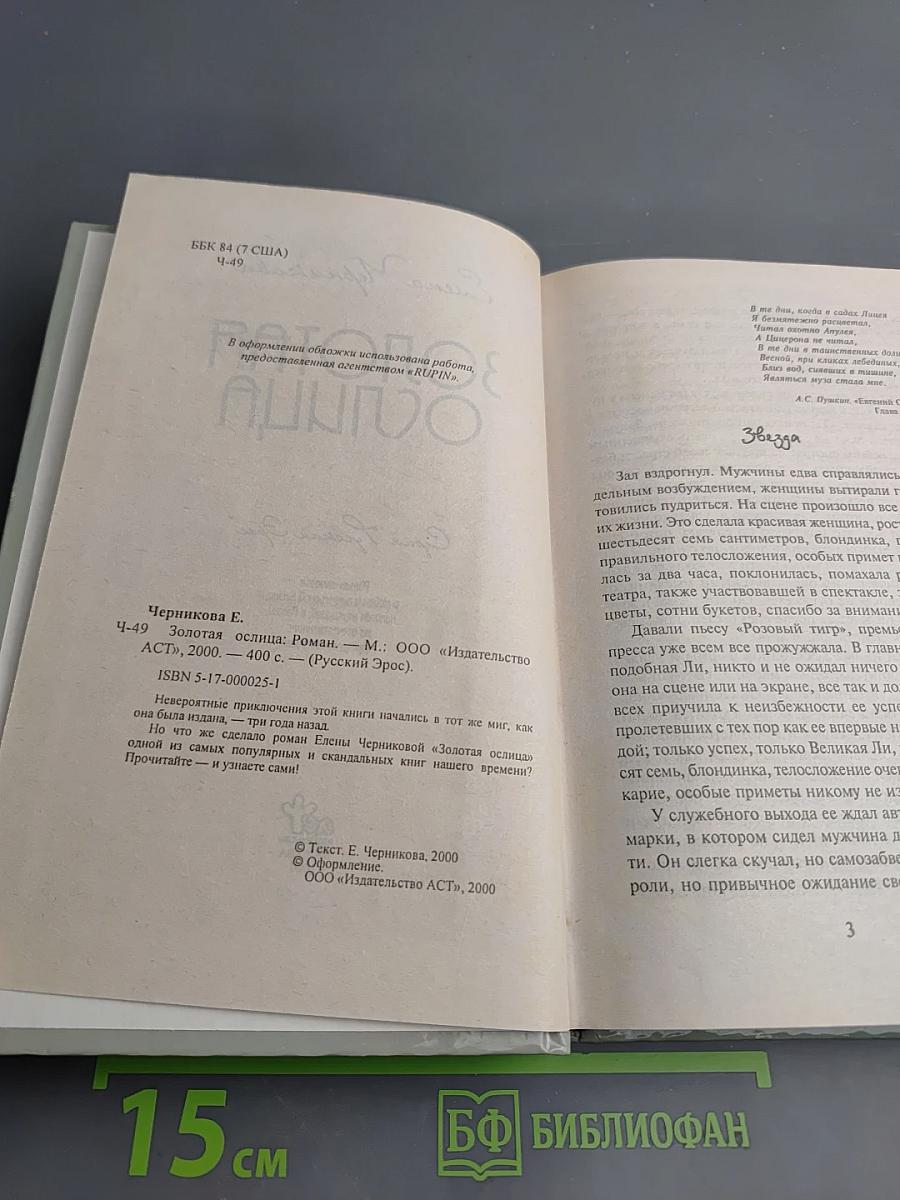 ББК 84 (7 США)
Ч-49
В оформлении обложки использована работа,
предоставленная агентством «RUPIN».
Черникова Е.
Ч-49 Золотая ослица: Роман. — М.: ООО «Издательство
АСТ», 2000. — 400 с. — (Русский Эрос).
ISBN 5-17-000025-1
Невероятные приключения этой книги начались в тот же миг, как
она была издана, — три года назад.
Но что же сделало роман Елены Черниковой «Золотая ослица»
одной из самых популярных и скандальных книг нашего времени?
Прочитайте — и узнаете сами!
© Текст. Е. Черникова, 2000
© Оформление.
ООО «Издательство АСТ», 2000
В те дни, когда в садах Лицея
Я безмятежно расцветал,
Читал охотно Апулея,
А Цицерона не читал,
В те дни в таинственных доли
Весной, при кликах лебединых,
Близ вод, сиявших в тишине,
Являться муза стала мне.
А.С. Пушкин. «Евгений О
Глава
Звезда
Зал вздрогнул. Мужчины едва справлялись
дельным возбуждением, женщины вытирали г
товились пудриться. На сцене произошло все
их жизни. Это сделала красивая женщина, рост
шестьдесят семь сантиметров, блондинка,
правильного телосложения, особых примет
лась за два часа, поклонилась, помахала
театра, также участвовавшей в спектакле,
цветы, сотни букетов, спасибо за внимани
Давали пьесу «Розовый тигр», премь
пресса уже всем все прожужжала. В главн
подобная Ли, никто и не ожидал ничего
она на сцене или на экране, все так и до
всех приучила к неизбежности ее успе
пролетевших с тех пор как ее впервые н
дой; только успех, только Великая Ли,
сят семь, блондинка, телосложение очен
карие, особые приметы никому не из
У служебного выхода ее ждал авт
марки, в котором сидел мужчина д
ти. Он слегка скучал, но самозабве
роли, но привычное ожидание сво
3
15 см
БФ БИБЛИОФАН